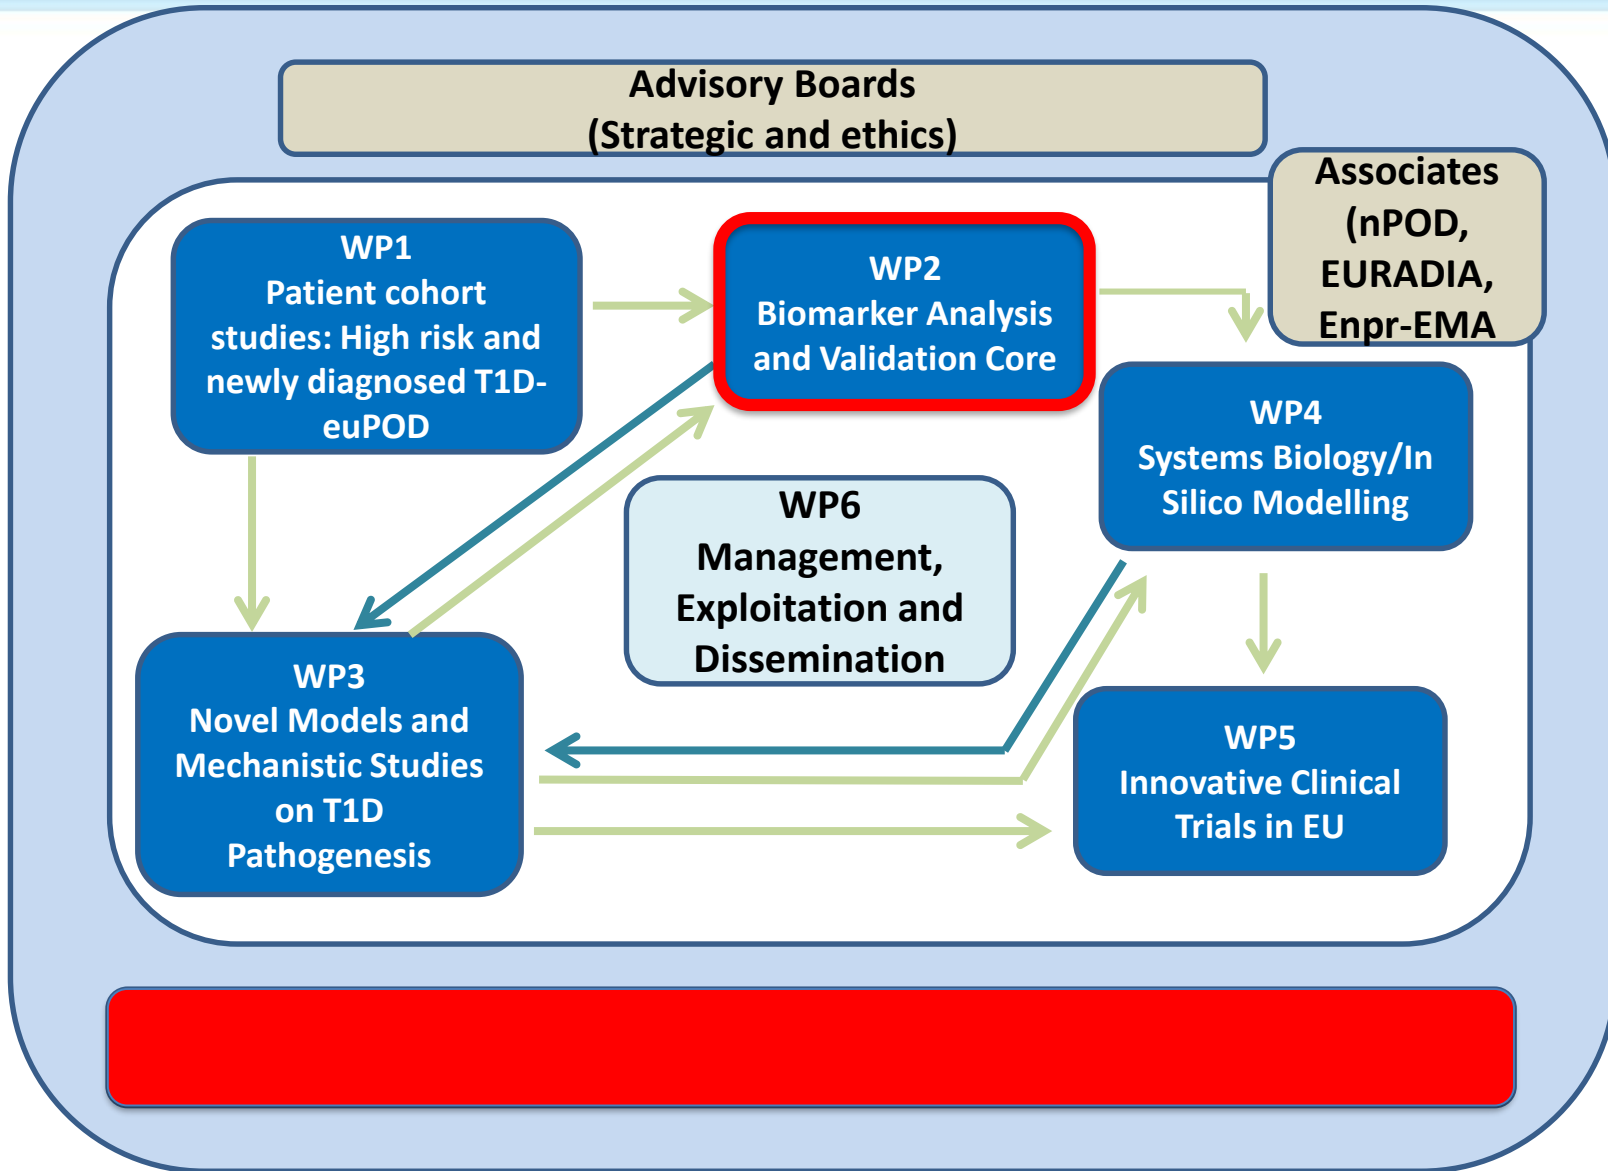 Advisory Boards
(Strategic and ethics)
Associates
(nPOD,
EURADIA,
Enpr-EMA
WP1
Patient cohort
studies: High risk and
newly diagnosed T1D-
euPOD
WP2
Biomarker Analysis
and Validation Core
WP4
Systems Biology/In
Silico Modelling
WP6
Management,
Exploitation and
Dissemination
WP3
Novel Models and
Mechanistic Studies
on T1D
Pathogenesis
WP5
Innovative Clinical
Trials in EU